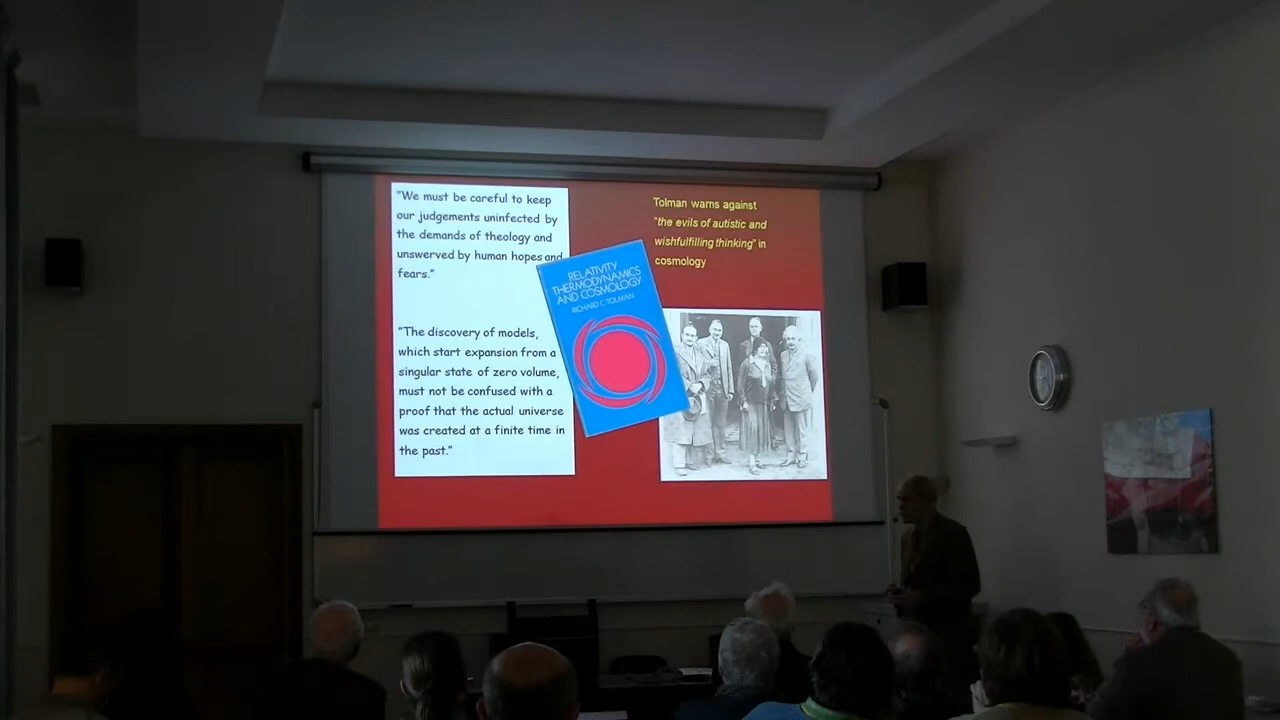 "We must be careful to keep
our judgements uninfected by
the demands of theology and
unswerved by human hopes and
fears."
"The discovery of models,
which start expansion from a
singular state of zero volume,
must not be confused with a
proof that the actual universe
was created at a finite time in
the past."
RELATIVITY
THERMODYNAMICS
AND COSMOLOGY
RICHARD C. TOLMAN
Tolman warns against
"the evils of autistic and
wishfulfilling thinking" in
cosmology